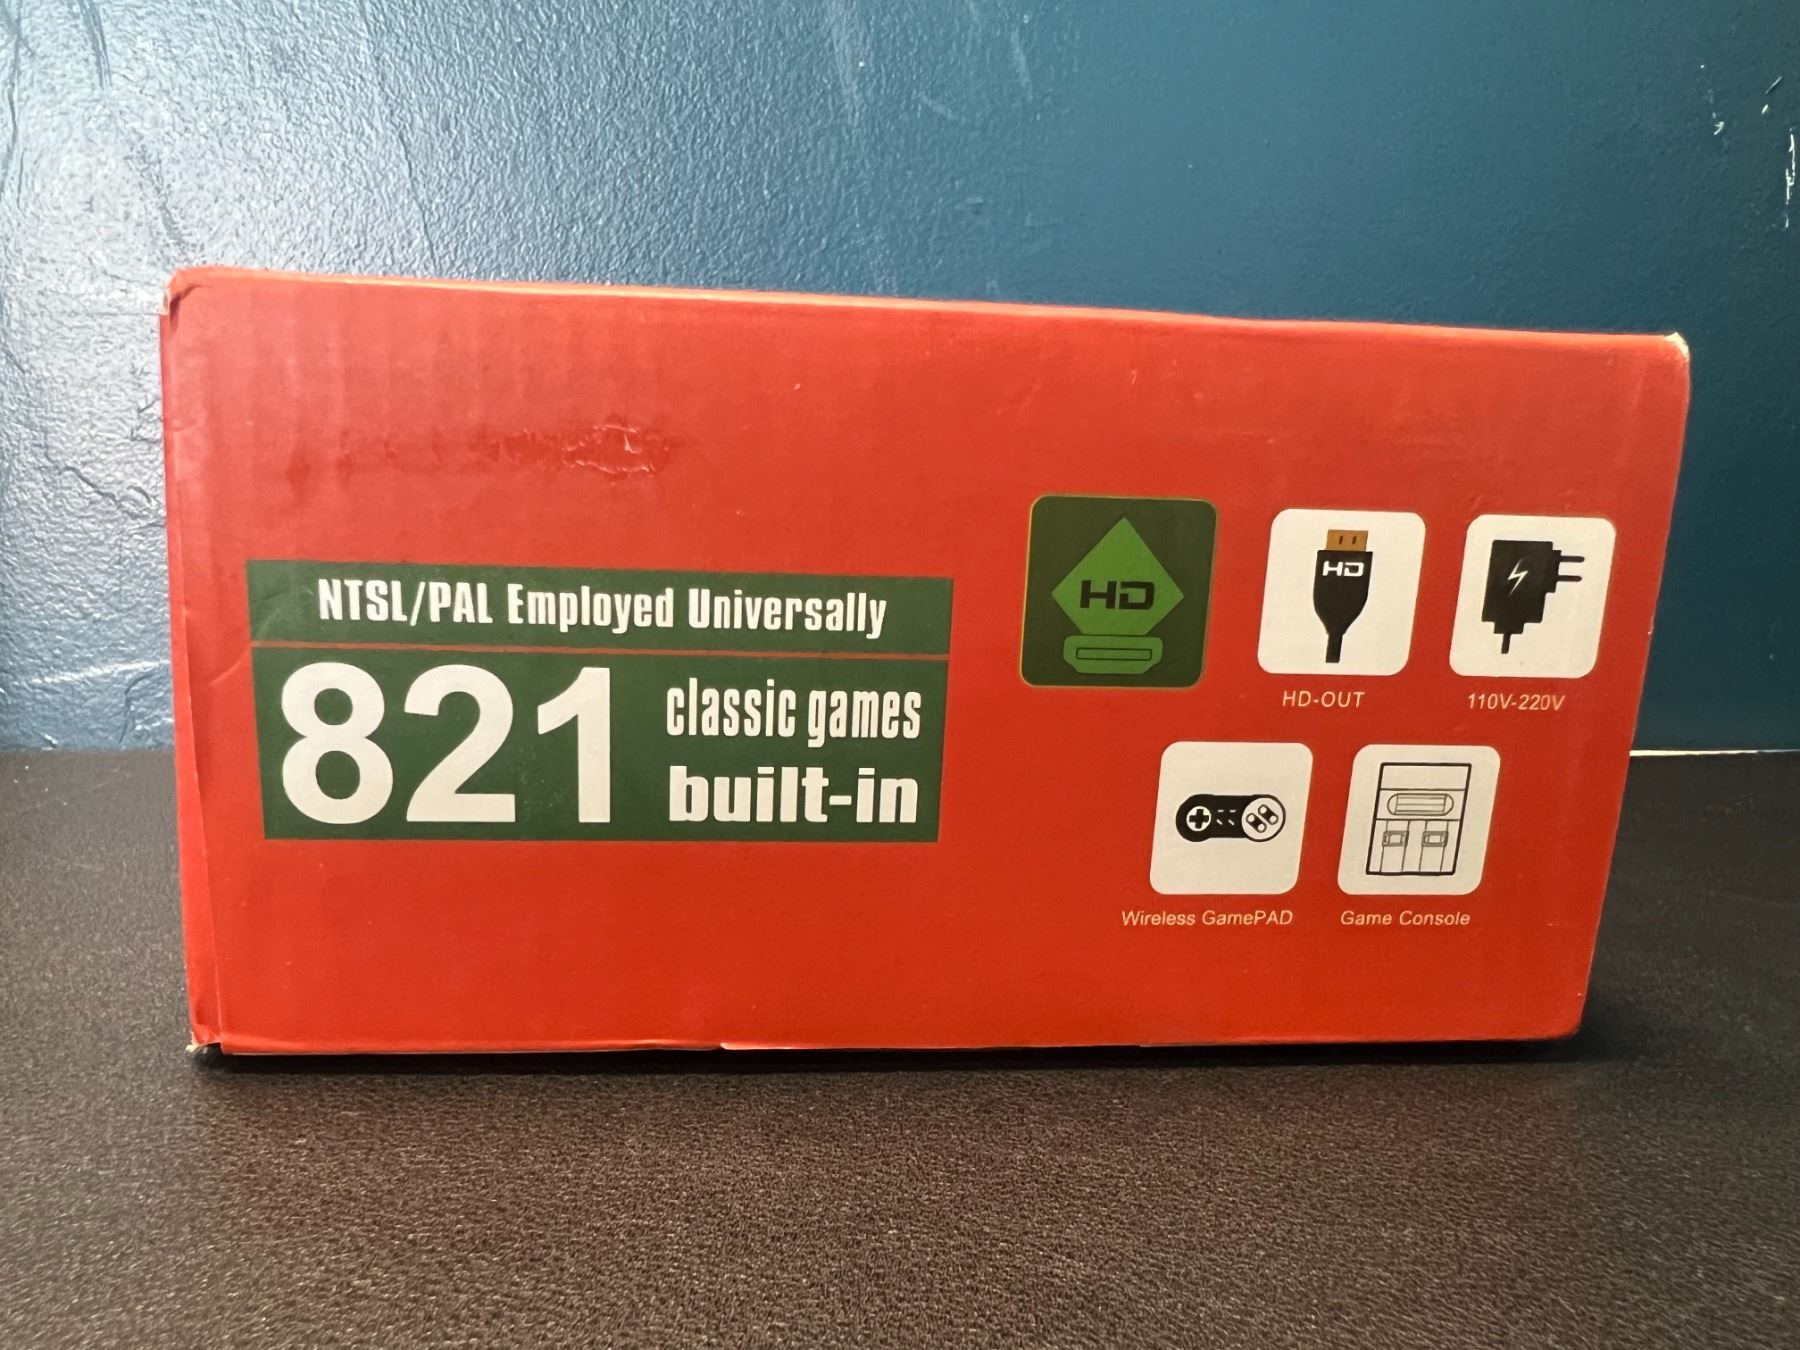 NTSL/PAL Employed Universally
821 classic games
built-in
HD
HD
HD-OUT
110V-220V
Wireless GamePAD
Game Console